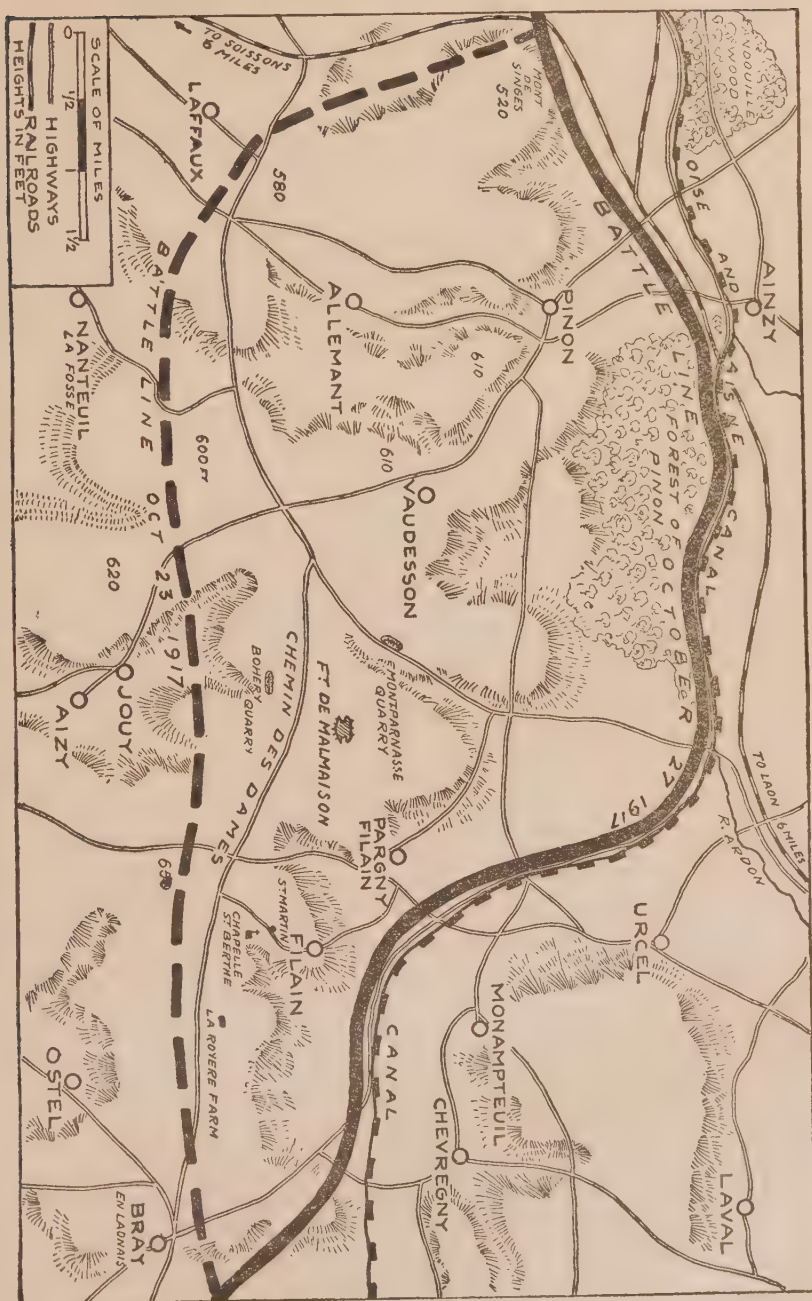 VOOUILLE
WOOD
OISE AND AISNE CANAL
AINZY
TO LAON 6 MILES
R. ARDON
TO SOISSONS
6 MILES
MONT
DE
SINGES
520
BATTLE LINE OCTOBER 27 1917
FOREST OF
PINON
PINON
URCEL
LAVAL
LAFFAUX
580
ALLEMANT
610
610
VAUDESSON
MONTPARNASSE
QUARRY
PARGNY
FILAIN
MONAMPTEUIL
CHEVREGNY
CANAL
FT. DE MALMAISON
BOHERY
QUARRY
CHEMIN DES DAMES
ST MARTIN
FILAIN
CHAPELLE
ST BERTHE
LA ROYERE FARM
BATTLE LINE OCT 23 1917
600 FT
620
NANTEUIL
LA FOSSE
JOUY
AIZY
OSTEL
BRAY
EN LAONNAIS
SCALE OF MILES
0 1/2 1 1 1/2
HIGHWAYS
RAILROADS
HEIGHTS IN FEET